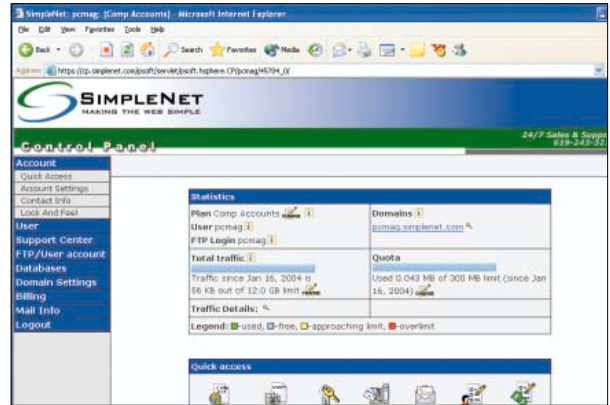 SimpleNet: pcmag: [Comp Accounts] - Microsoft Internet Explorer
File Edit View Favorites Tools Help
Back Search Favorites Media
Address
SIMPLENET
MAKING THE WEB SIMPLE
Control Panel
24/7 Sales & Suppo
Account
Quick Access
Account Settings
Contact Info
Look And Feel
User
Support Center
FTP/User account
Databases
Domain Settings
Billing
Mail Info
Logout
Statistics
Plan Comp Accounts
User pcmag
FTP Login pcmag
Domains
pcmag.simplenet.com
Total traffic
Traffic since Jan 16, 2004 is
56 KB out of 12.0 GB limit
Quota
Used 0.043 MB of 300 MB limit (since Jan
16, 2004)
Traffic Details:
Legend: -used, -free, -approaching limit, -overlimit
Quick access